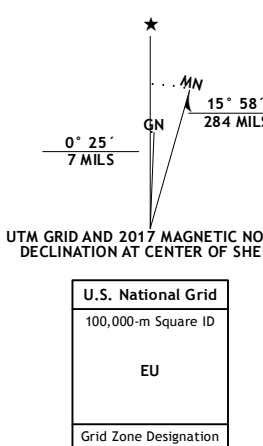 MN
15° 58´
GN
284 MILS
0° 25´
7 MILS
UTM GRID AND 2017 MAGNETIC NO
DECLINATION AT CENTER OF SHE
U.S. National Grid
100,000-m Square ID
EU
Grid Zone Designation